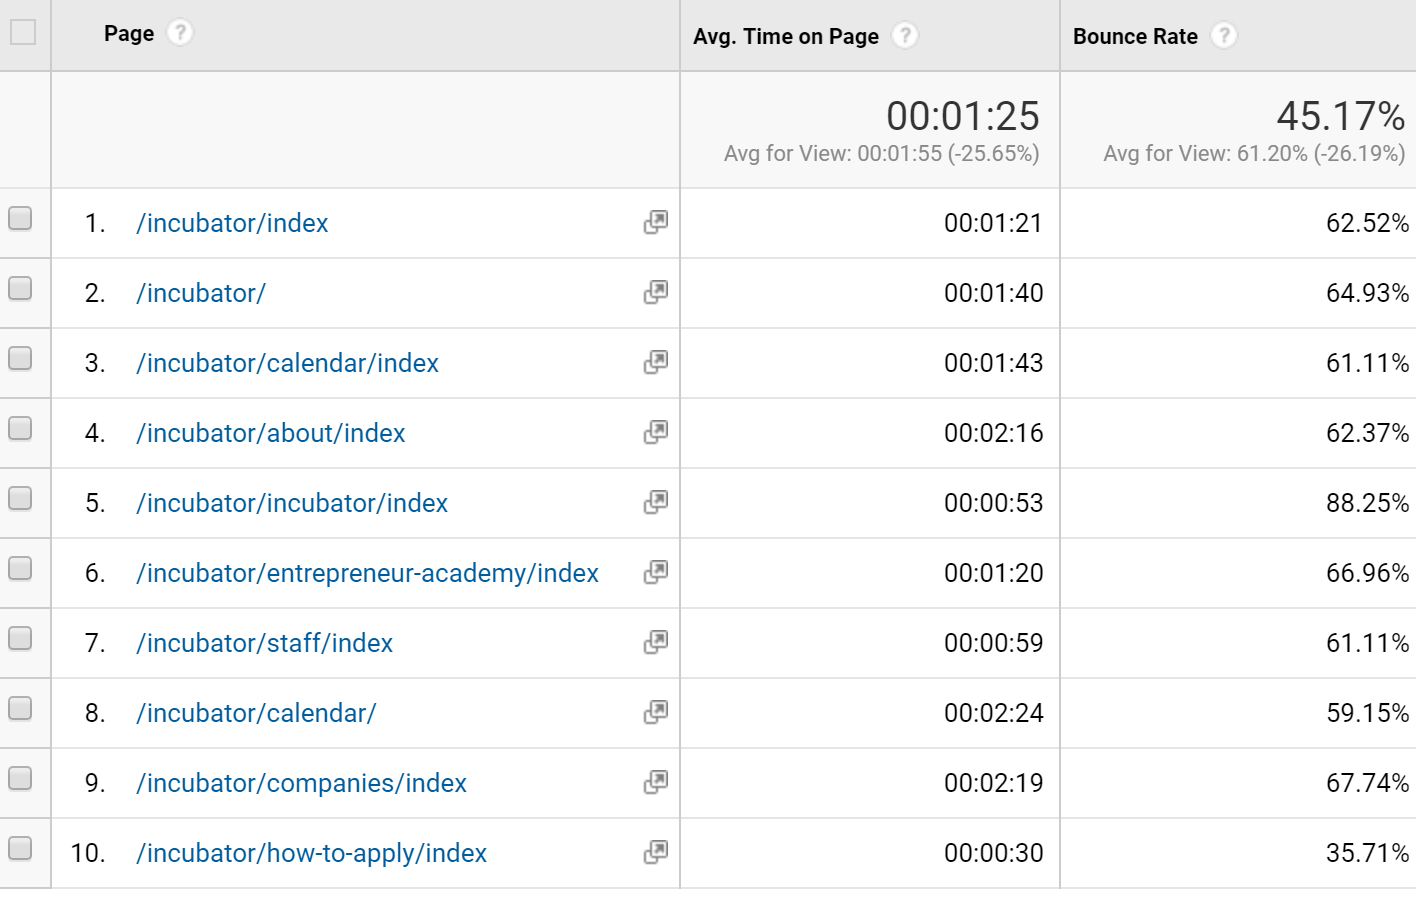 Page ? Avg. Time on Page ? Bounce Rate ?
00:01:25 45.17%
Avg for View: 00:01:55 (-25.65%) Avg for View: 61.20% (-26.19%)
1. /incubator/index 00:01:21 62.52%
2. /incubator/ 00:01:40 64.93%
3. /incubator/calendar/index 00:01:43 61.11%
4. /incubator/about/index 00:02:16 62.37%
5. /incubator/incubator/index 00:00:53 88.25%
6. /incubator/entrepreneur-academy/index 00:01:20 66.96%
7. /incubator/staff/index 00:00:59 61.11%
8. /incubator/calendar/ 00:02:24 59.15%
9. /incubator/companies/index 00:02:19 67.74%
10. /incubator/how-to-apply/index 00:00:30 35.71%